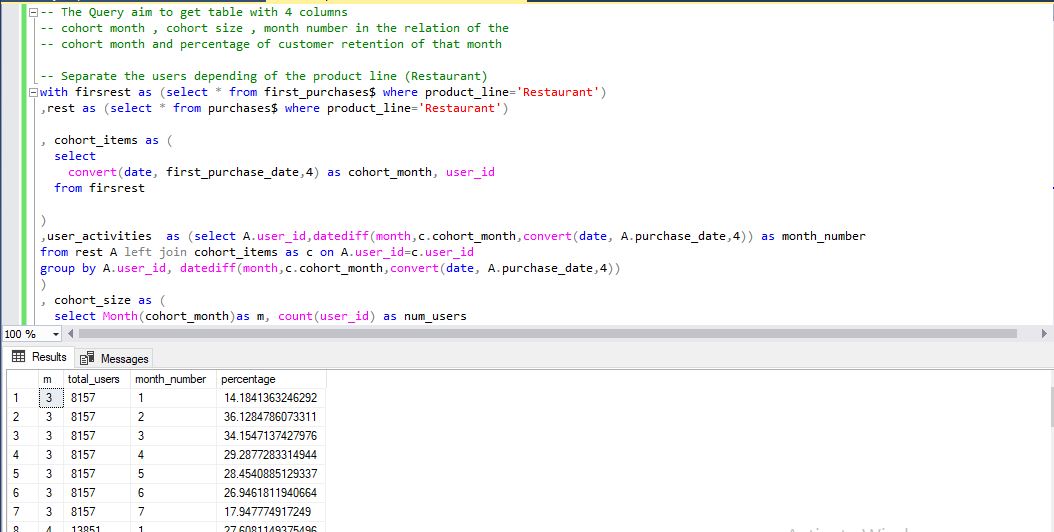 -- The Query aim to get table with 4 columns
-- cohort month , cohort size , month number in the relation of the
-- cohort month and percentage of customer retention of that month
-- Separate the users depending of the product line (Restaurant)
with firsrest as (select * from first_purchases$ where product_line='Restaurant')
,rest as (select * from purchases$ where product_line='Restaurant')
, cohort_items as (
select
convert(date, first_purchase_date,4) as cohort_month, user_id
from firsrest
)
,user_activities as (select A.user_id,datediff(month,c.cohort_month,convert(date, A.purchase_date,4)) as month_number
from rest A left join cohort_items as c on A.user_id=c.user_id
group by A.user_id, datediff(month,c.cohort_month,convert(date, A.purchase_date,4))
)
, cohort_size as (
select Month(cohort_month)as m, count(user_id) as num_users
100 %
Results Messages
m total_users month_number percentage
1 3 8157 1 14.1841363246292
2 3 8157 2 36.1284786073311
3 3 8157 3 34.1547137427976
4 3 8157 4 29.2877283314944
5 3 8157 5 28.4540885129337
6 3 8157 6 26.9461811940664
7 3 8157 7 17.947774917249
8 4 13851 1 27.6081149375496